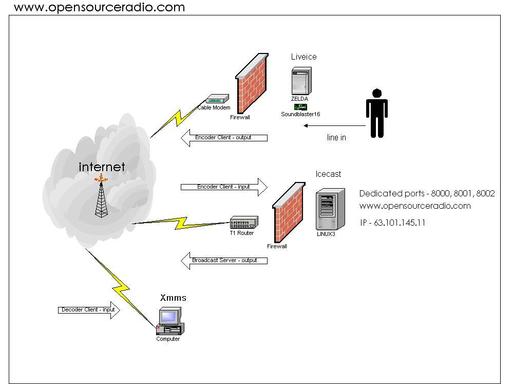 www.opensourceradio.com
Liveice
Cable Modem
Firewall
ZELDA
Soundblaster16
line in
Encoder Client - output
internet
Icecast
Encoder Client - input
Dedicated ports - 8000, 8001, 8002
www.opensourceradio.com
IP - 63.101.145.11
T1 Router
Firewall
LINUX3
Broadcast Server - output
Xmms
Decoder Client - input
Computer